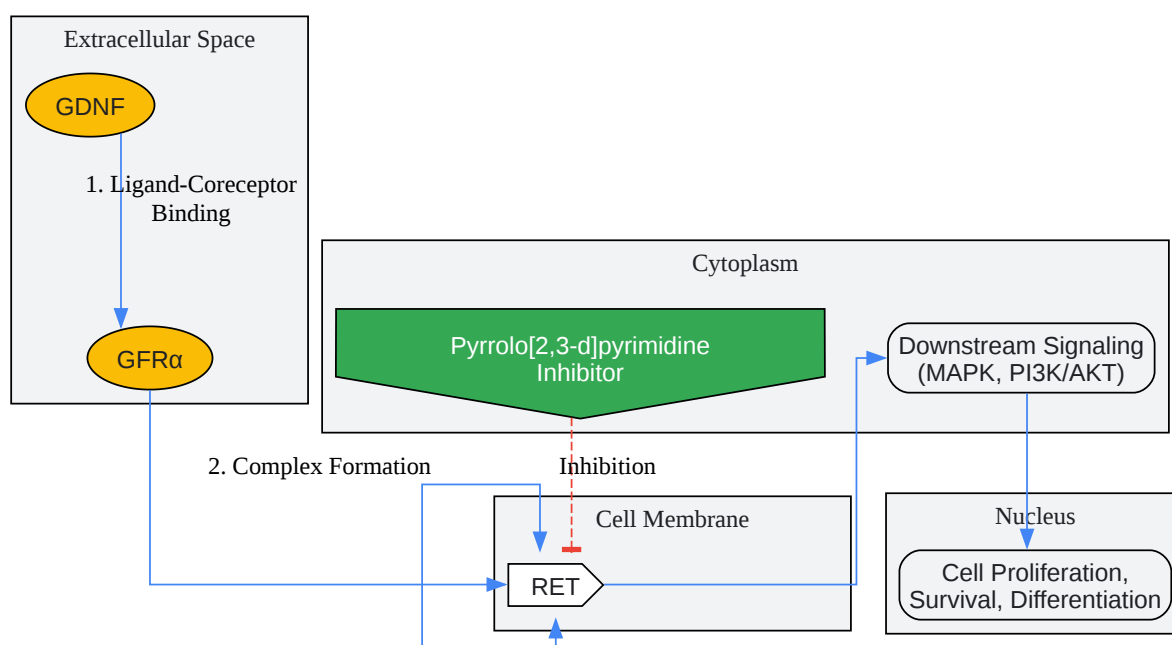 Extracellular Space
GDNF
1. Ligand-Coreceptor
Binding
GFRα
Cytoplasm
Pyrrolo[2,3-d]pyrimidine
Inhibitor
Downstream Signaling
(MAPK, PI3K/AKT)
2. Complex Formation
Inhibition
Cell Membrane
RET
Nucleus
Cell Proliferation,
Survival, Differentiation